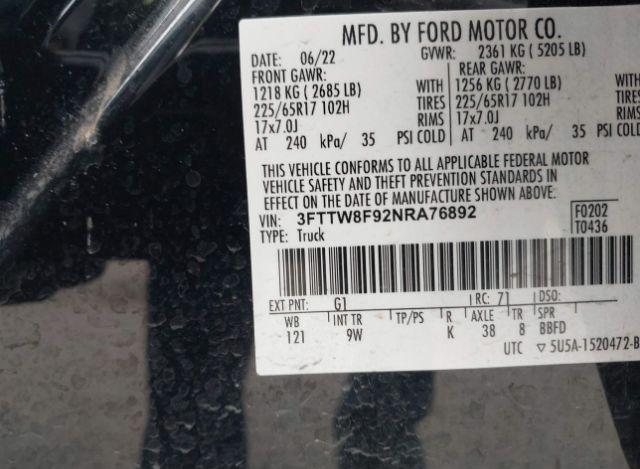 MFD. BY FORD MOTOR CO.
DATE: 06/22 GVWR: 2361 KG ( 5205 LB)
FRONT GAWR: REAR GAWR:
1218 KG ( 2685 LB) WITH 1256 KG ( 2770 LB) WITH
225/65R17 102H TIRES 225/65R17 102H TIRES
17x7.0J RIMS 17x7.0J RIMS
AT 240 kPa/ 35 PSI COLD AT 240 kPa/ 35 PSI COLD
THIS VEHICLE CONFORMS TO ALL APPLICABLE FEDERAL MOTOR
VEHICLE SAFETY AND THEFT PREVENTION STANDARDS IN
EFFECT ON THE DATE OF MANUFACTURE SHOWN ABOVE.
VIN: 3FTTW8F92NRA76892 F0202
TYPE: Truck T0436
EXT PNT: G1 RC: 71 DSO:
WB INT TR TP/PS R AXLE TR SPR
121 9W K 38 8 BBFD
UTC ▽ 5U5A-1520472-B